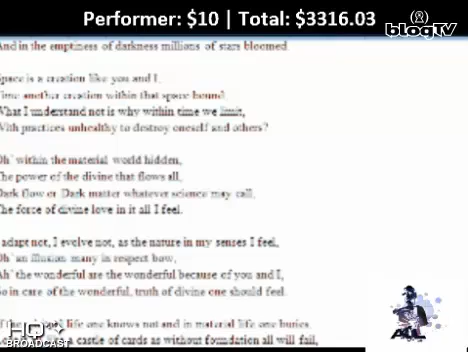 Performer: $10 | Total: $3316.03
blogTV
And in the emptiness of darkness millions of stars bloomed.
Space is a creation like you and I,
Time another creation within that space bound.
What I understand not is why within time we limit,
With practices unhealthy to destroy oneself and others?
Oh' within the material world hidden,
The power of the divine that flows all,
Dark flow or Dark matter whatever science may call,
The force of divine love in it all I feel.
adapt not, I evolve not, as the nature in my senses I feel,
Oh' an illusion many in respect bow,
Ah' the wonderful are the wonderful because of you and I,
So in care of the wonderful, truth of divine one should feel.
life one knows not and in material life one buries,
a castle of cards as without foundation all will fail,
HQ
BROADCAST